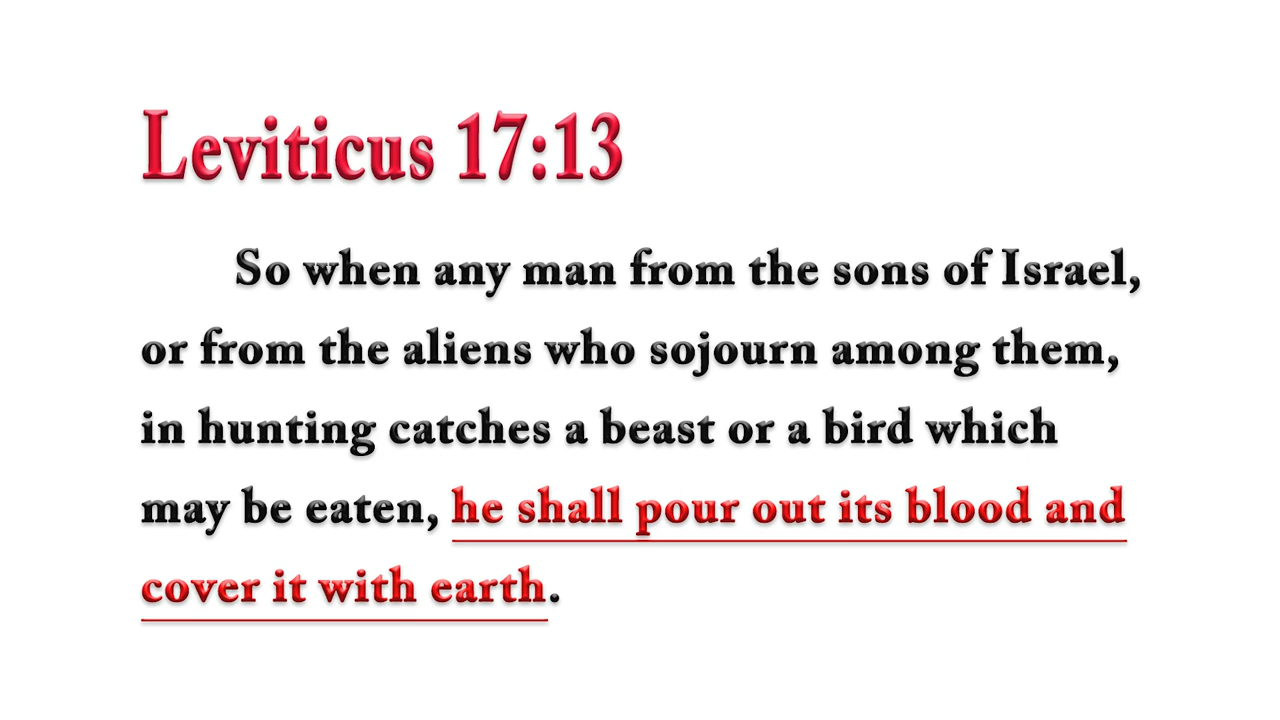 Leviticus 17:13
So when any man from the sons of Israel,
or from the aliens who sojourn among them,
in hunting catches a beast or a bird which
may be eaten, he shall pour out its blood and
cover it with earth.